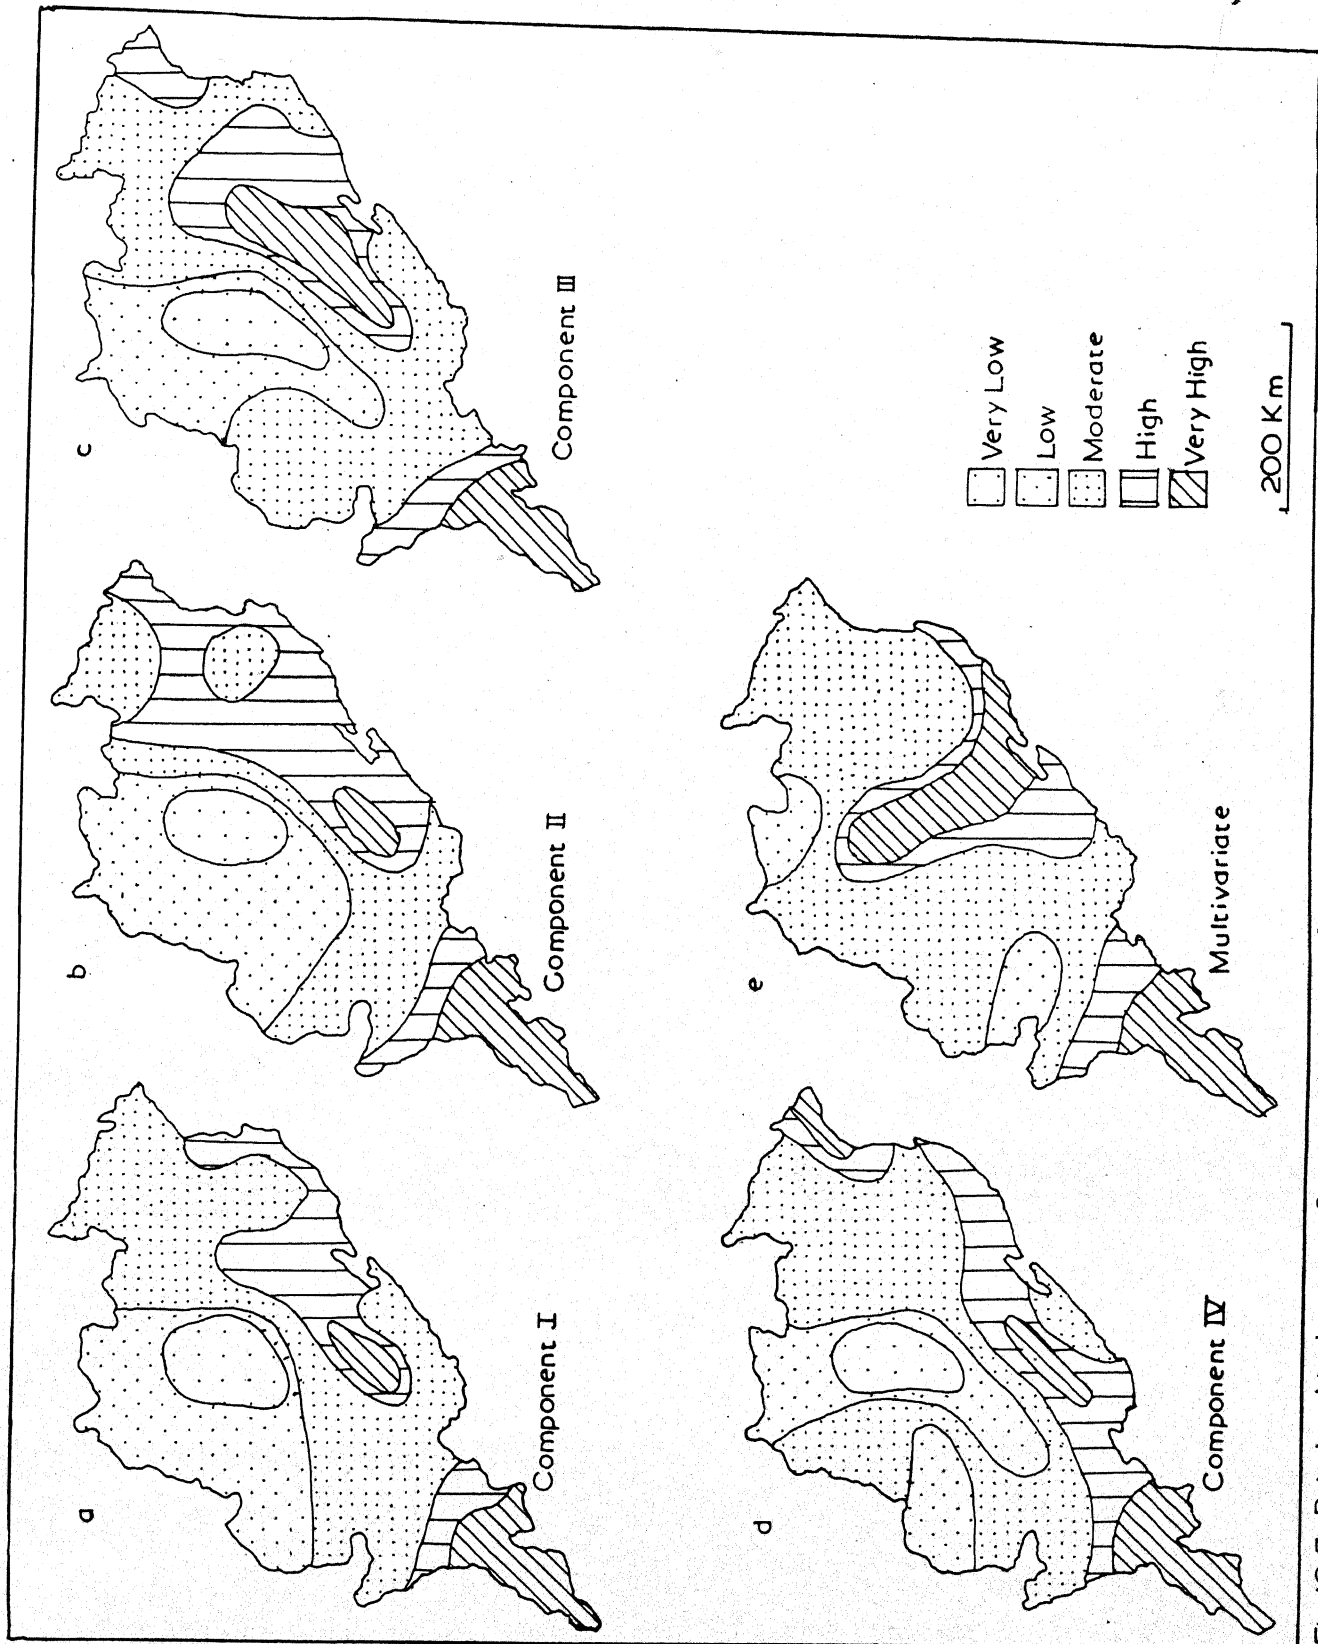 a
Component I
b
Component II
c
Component III
d
Component IV
e
Multivariate
Very Low
Low
Moderate
High
Very High
200 Km